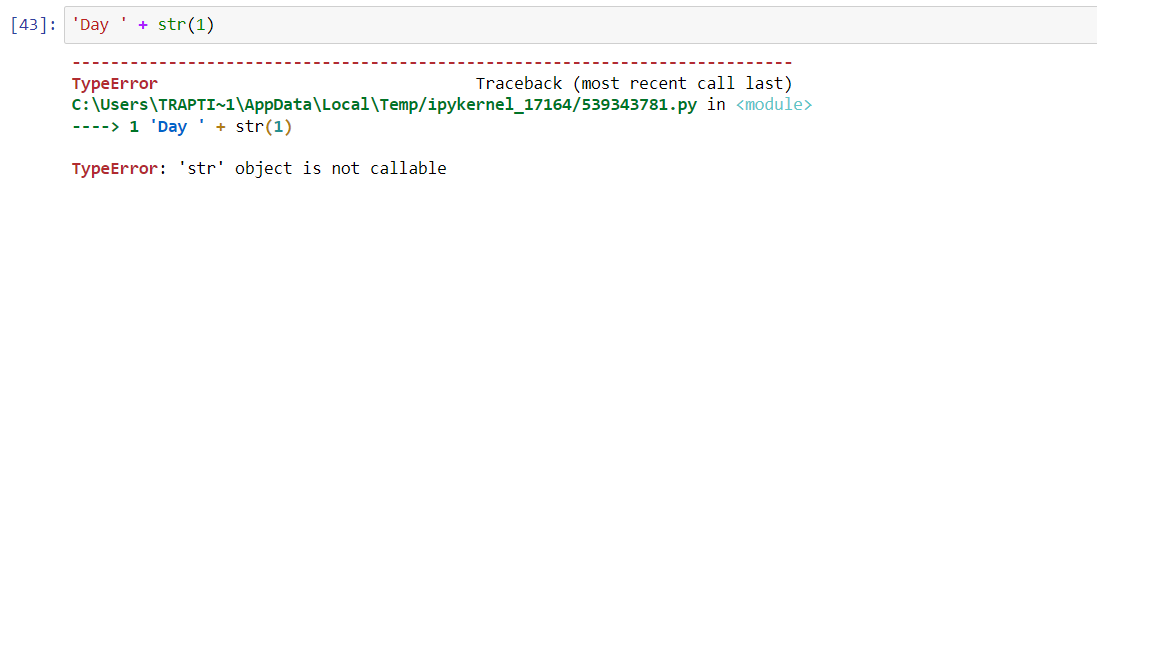 [43]: 'Day ' + str(1)
---------------------------------------------------------------------------
TypeError Traceback (most recent call last)
C:\Users\TRAPTI~1\AppData\Local\Temp/ipykernel_17164/539343781.py in <module>
----> 1 'Day ' + str(1)
TypeError: 'str' object is not callable